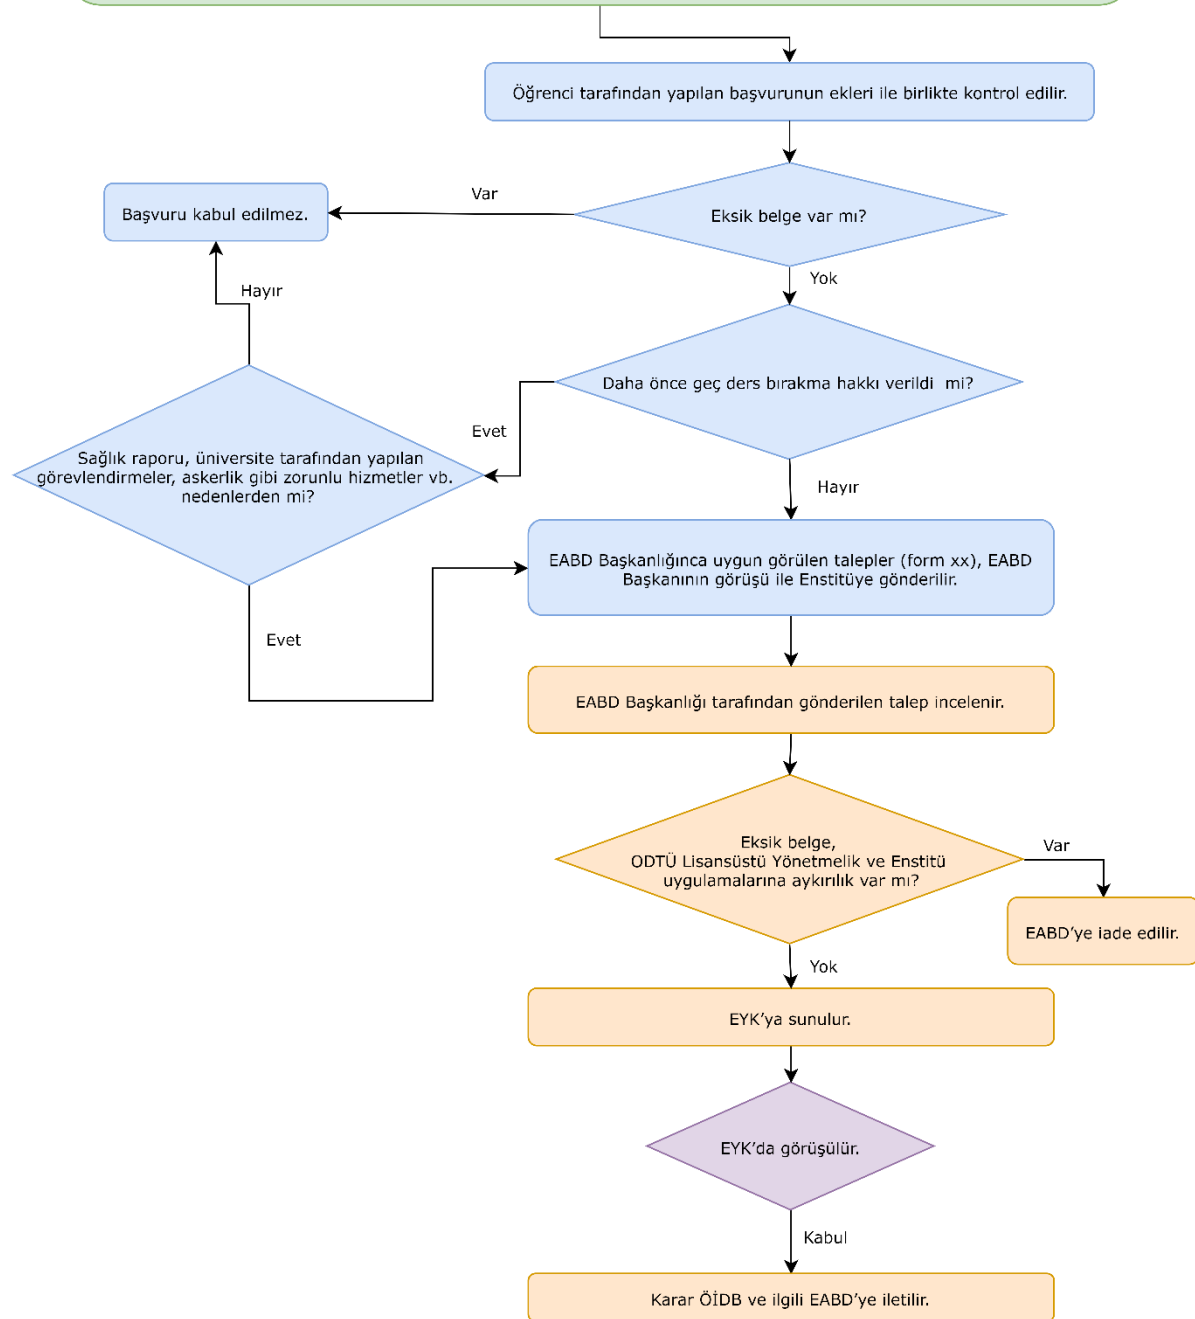 Öğrenci tarafından yapılan başvurunun ekleri ile birlikte kontrol edilir.
Var
Başvuru kabul edilmez.
Eksik belge var mı?
Yok
Hayır
Daha önce geç ders bırakma hakkı verildi  mi?
Evet
Sağlık raporu, üniversite tarafından yapılan
görevlendirmeler, askerlik gibi zorunlu hizmetler vb.
nedenlerden mi?
Hayır
EABD Başkanlığınca uygun görülen talepler (form xx), EABD
Başkanının görüşü ile Enstitüye gönderilir.
Evet
EABD Başkanlığı tarafından gönderilen talep incelenir.
Eksik belge,
ODTÜ Lisansüstü Yönetmelik ve Enstitü
uygulamalarına aykırılık var mı?
Var
EABD’ye iade edilir.
Yok
EYK’ya sunulur.
EYK’da görüşülür.
Kabul
Karar ÖİDB ve ilgili EABD’ye iletilir.